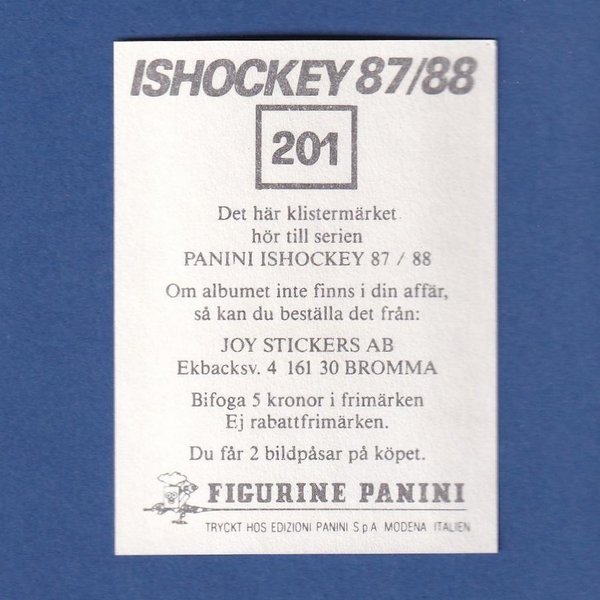 ISHOCKEY 87/88
201
Det här klistermärket
hör till serien
PANINI ISHOCKEY 87 / 88
Om albumet inte finns i din affär,
så kan du beställa det från:
JOY STICKERS AB
Ekbacksv. 4 161 30 BROMMA
Bifoga 5 kronor i frimärken
Ej rabattfrimärken.
Du får 2 bildpåsar på köpet.
FIGURINE PANINI
TRYCKT HOS EDIZIONI PANINI S.p.A. MODENA ITALIEN